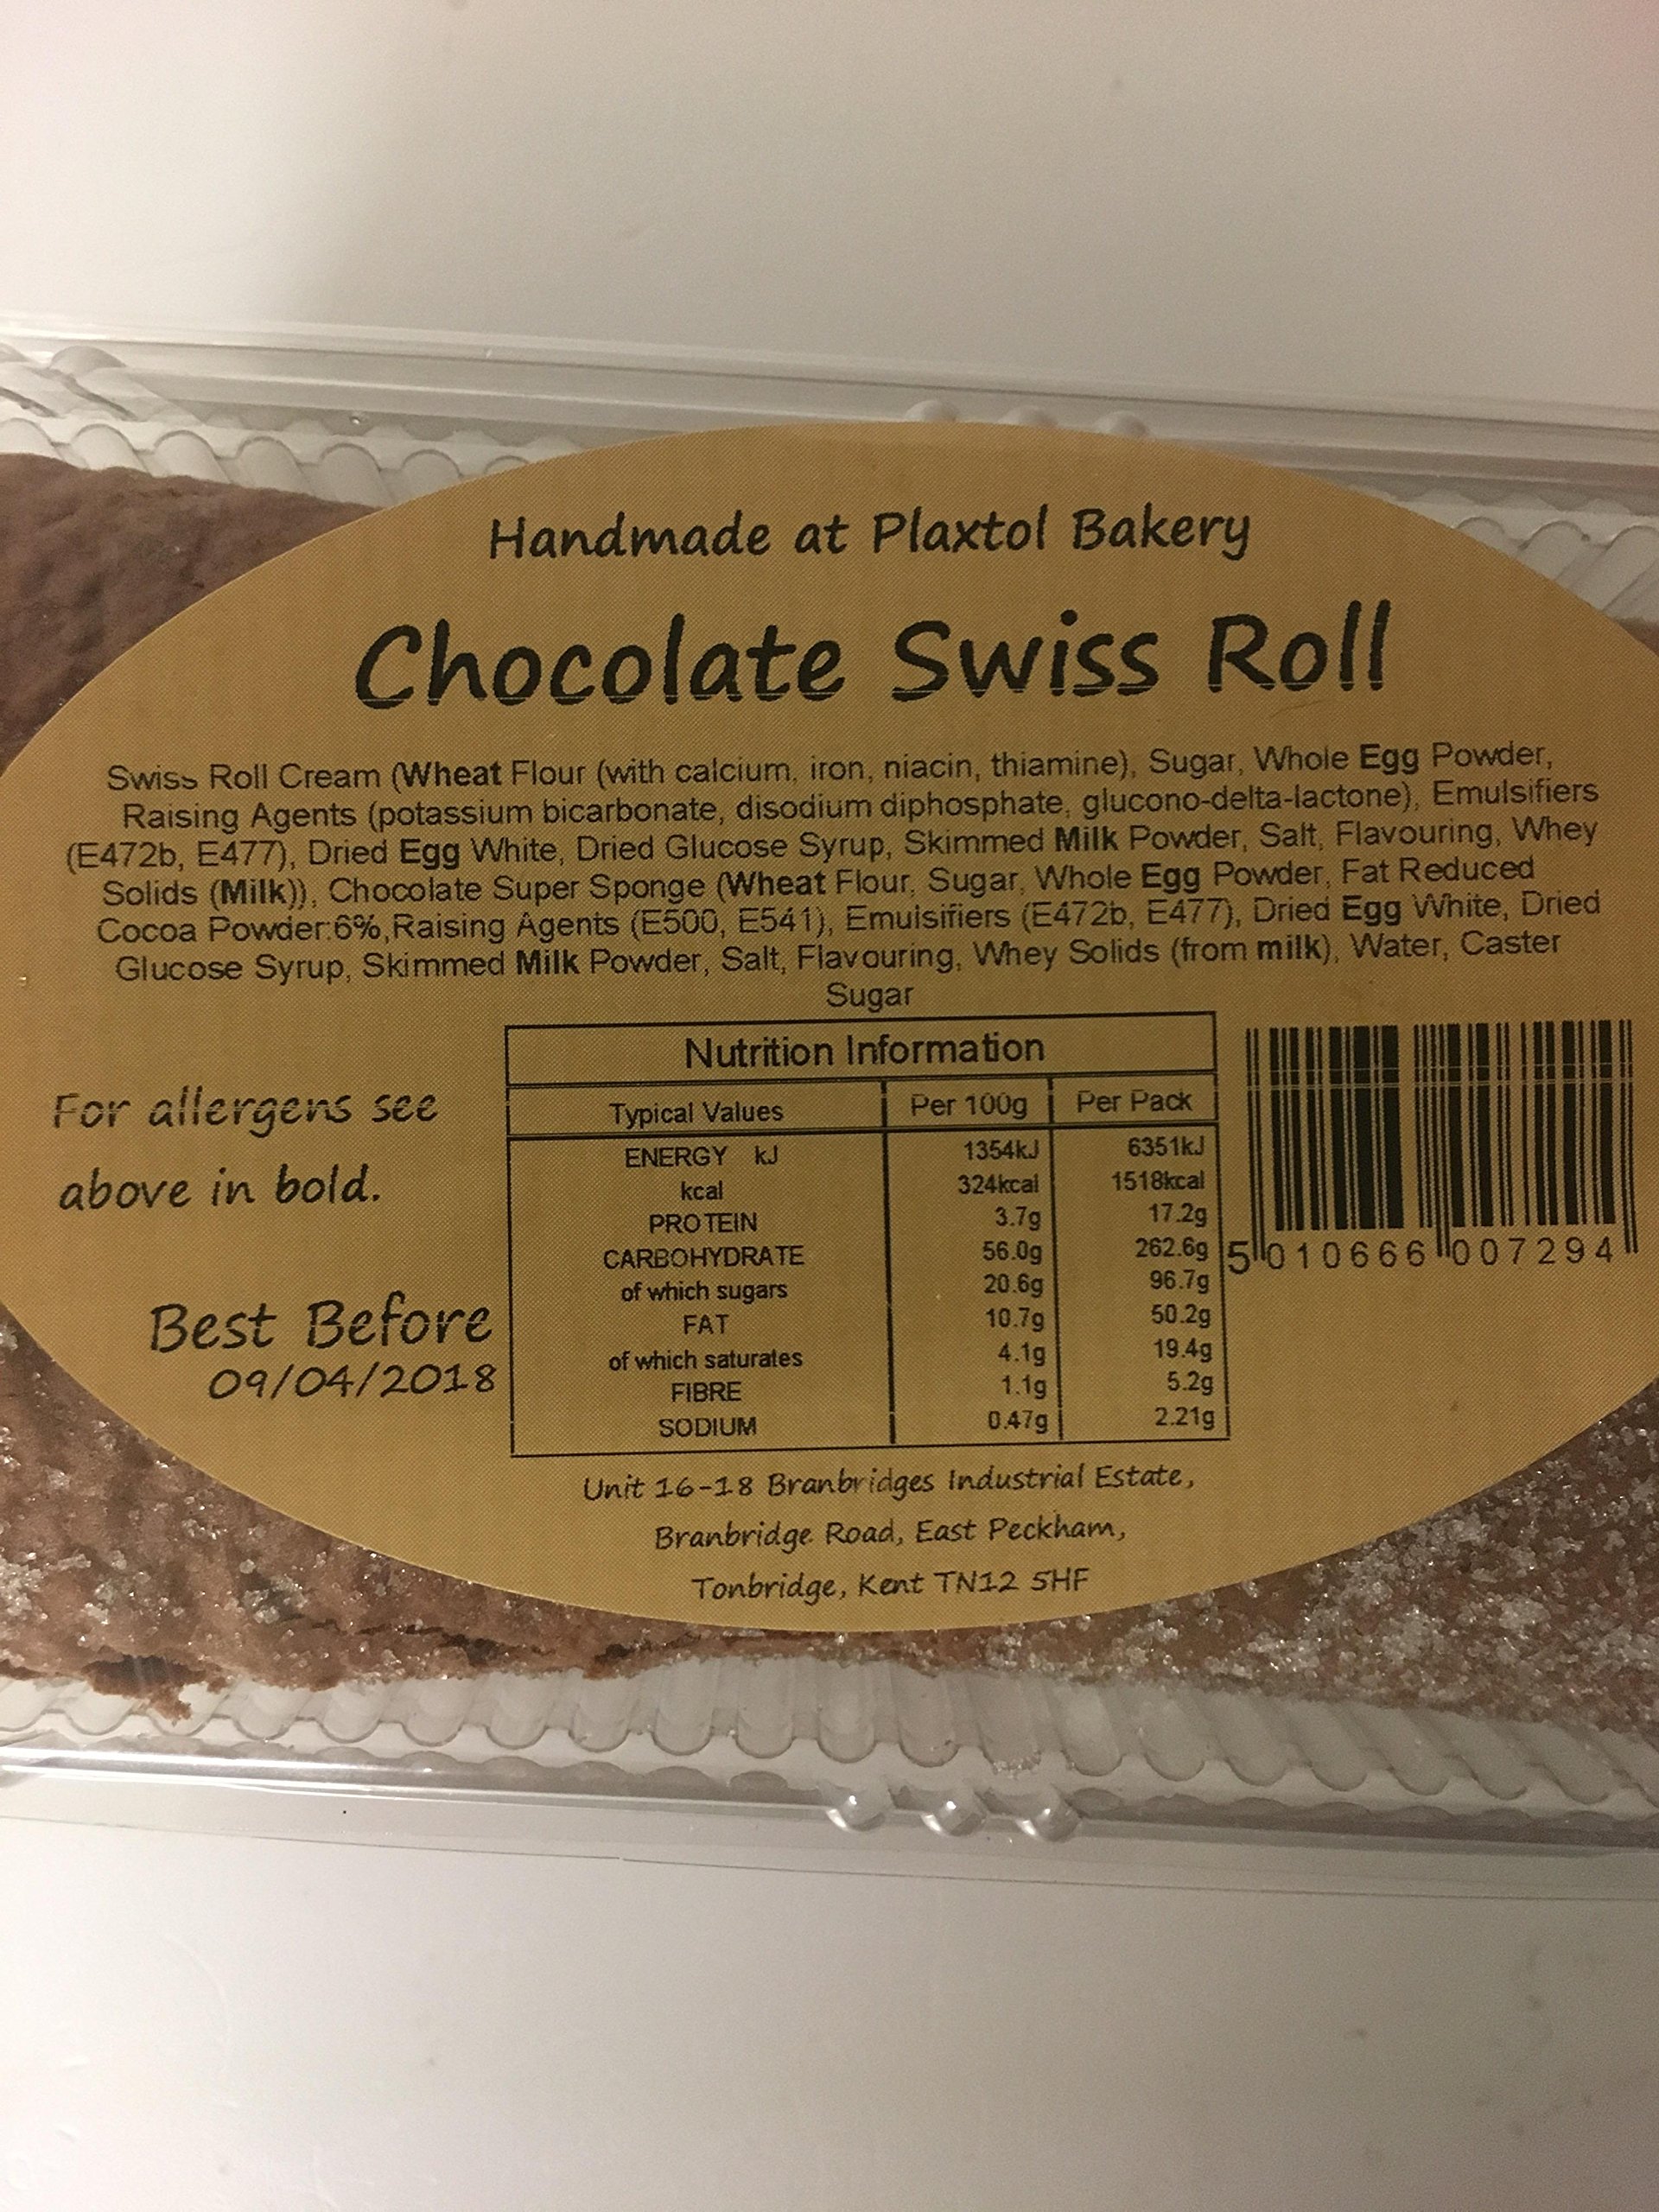 Handmade at Plaxtol Bakery
Chocolate Swiss Roll
Swiss Roll Cream (Wheat Flour (with calcium, iron, niacin, thiamine), Sugar, Whole Egg Powder,
Raising Agents (potassium bicarbonate, disodium diphosphate, glucono-delta-lactone), Emulsifiers
(E472b, E477), Dried Egg White, Dried Glucose Syrup, Skimmed Milk Powder, Salt, Flavouring, Whey
Solids (Milk)), Chocolate Super Sponge (Wheat Flour, Sugar, Whole Egg Powder, Fat Reduced
Cocoa Powder:6%,Raising Agents (E500, E541), Emulsifiers (E472b, E477), Dried Egg White, Dried
Glucose Syrup, Skimmed Milk Powder, Salt, Flavouring, Whey Solids (from milk), Water, Caster
Sugar
For allergens see
above in bold.
Best Before
09/04/2018
Nutrition Information
Typical Values Per 100g Per Pack
ENERGY kJ 1354kJ 6351kJ
kcal 324kcal 1518kcal
PROTEIN 3.7g 17.2g
CARBOHYDRATE 56.0g 262.6g
of which sugars 20.6g 96.7g
FAT 10.7g 50.2g
of which saturates 4.1g 19.4g
FIBRE 1.1g 5.2g
SODIUM 0.47g 2.21g
5 010666 007294
Unit 16-18 Branbridges Industrial Estate,
Branbridge Road, East Peckham,
Tonbridge, Kent TN12 5HF